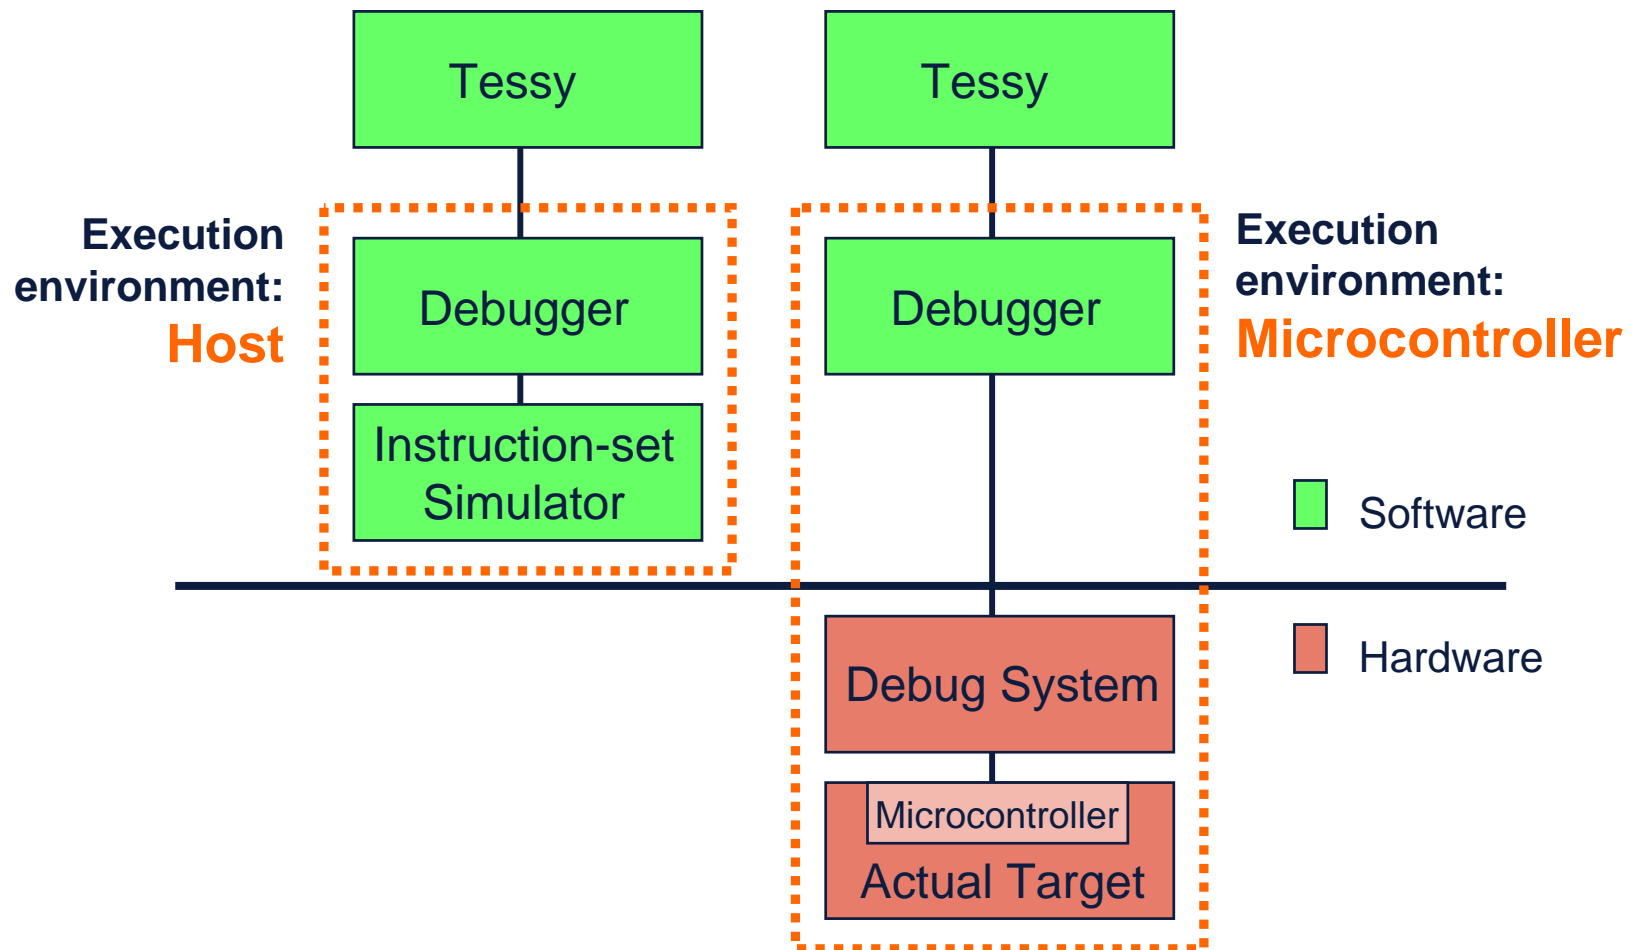 Tessy
Tessy
Execution
environment:
Host
Debugger
Debugger
Execution
environment:
Microcontroller
Instruction-set
Simulator
Software
Hardware
Debug System
Microcontroller
Actual Target